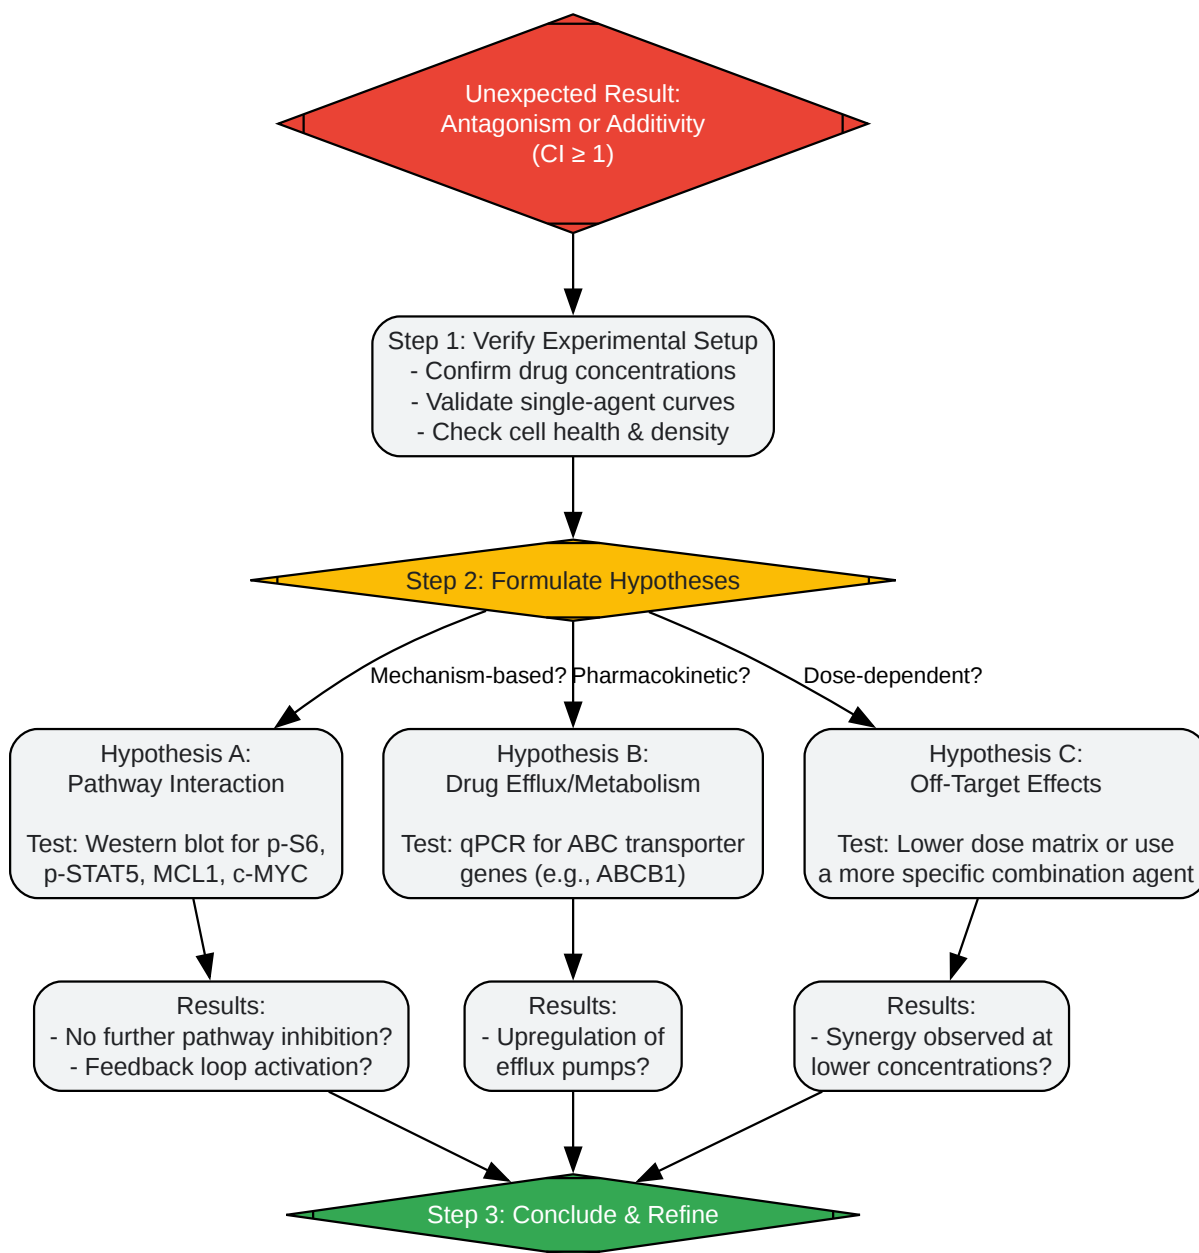 Unexpected Result:
Antagonism or Additivity
(CI ≥ 1)
Step 1: Verify Experimental Setup
- Confirm drug concentrations
- Validate single-agent curves
- Check cell health & density
Step 2: Formulate Hypotheses
Mechanism-based?
Pharmacokinetic?
Dose-dependent?
Hypothesis A:
Pathway Interaction
Test: Western blot for p-S6,
p-STAT5, MCL1, c-MYC
Hypothesis B:
Drug Efflux/Metabolism
Test: qPCR for ABC transporter
genes (e.g., ABCB1)
Hypothesis C:
Off-Target Effects
Test: Lower dose matrix or use
a more specific combination agent
Results:
- No further pathway inhibition?
- Feedback loop activation?
Results:
- Upregulation of
efflux pumps?
Results:
- Synergy observed at
lower concentrations?
Step 3: Conclude & Refine